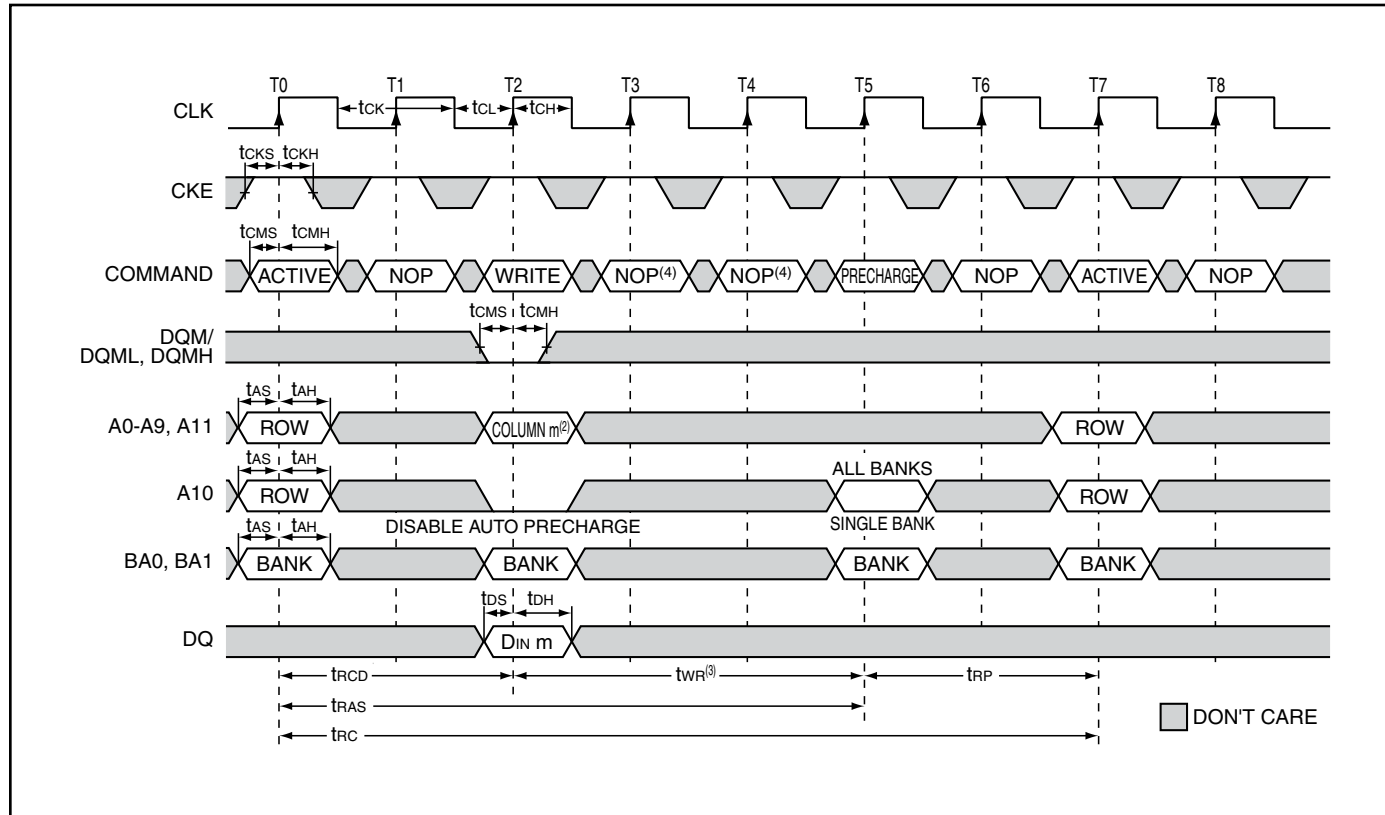 T0 T1 T2 T3 T4 T5 T6 T7 T8
CLK tCK tCL tCH
tCKS tCKH
CKE
tCMS tCMH
COMMAND ACTIVE NOP WRITE NOP(4) NOP(4) PRECHARGE NOP ACTIVE NOP
tCMS tCMH
DQM/
DQML, DQMH
tAS tAH
A0-A9, A11 ROW COLUMN m(2) ROW
tAS tAH ALL BANKS
A10 ROW ROW
tAS tAH DISABLE AUTO PRECHARGE SINGLE BANK
BA0, BA1 BANK BANK BANK BANK
tDS tDH
DQ DIN m
tRCD tWR(3) tRP
tRAS
DON'T CARE
tRC